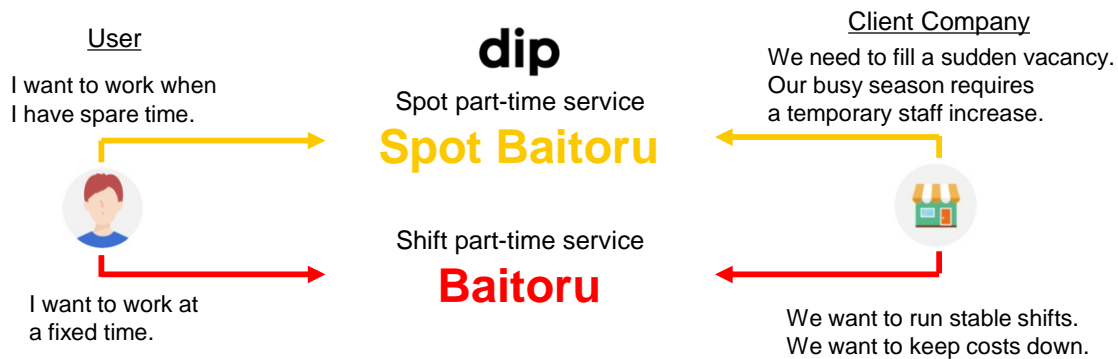 User
I want to work when
I have spare time.
dip
Spot part-time service
Spot Baitoru
Client Company
We need to fill a sudden vacancy.
Our busy season requires
a temporary staff increase.
Shift part-time service
Baitoru
I want to work at
a fixed time.
We want to run stable shifts.
We want to keep costs down.